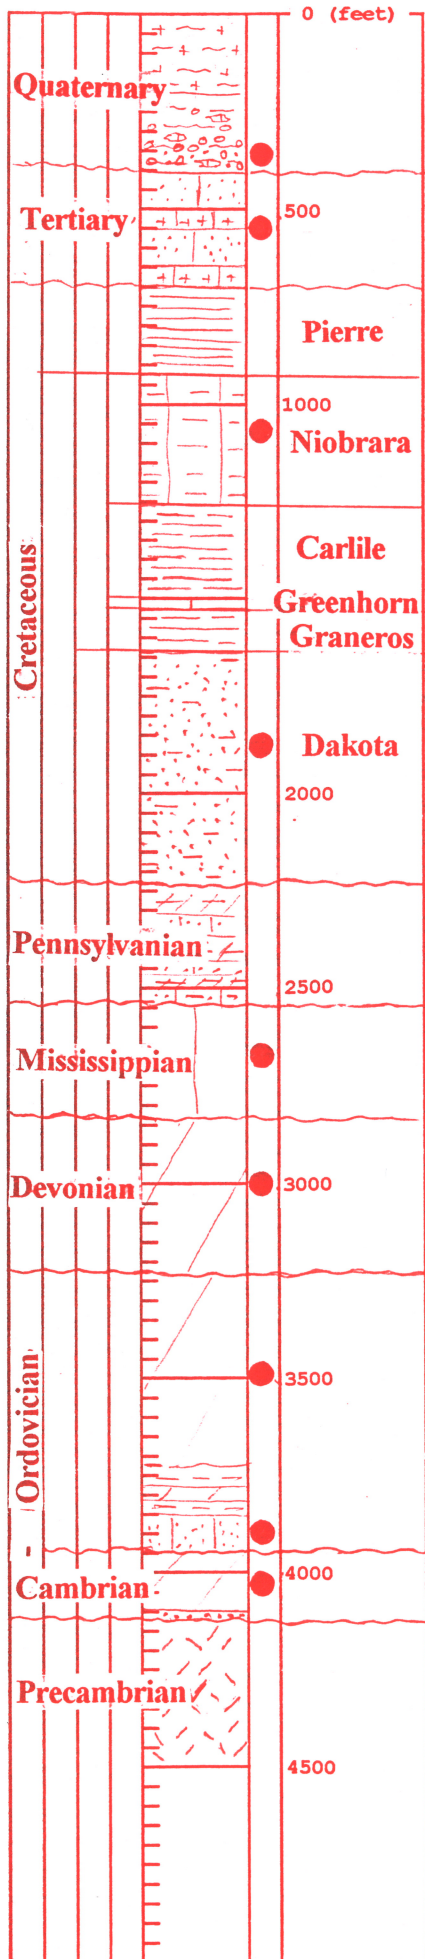 0 (feet)
Quaternary
500
Tertiary
Pierre
1000
Niobrara
Carlile
Cretaceous
Greenhorn
Graneros
Dakota
2000
Pennsylvanian
2500
Mississippian
3000
Devonian
3500
Ordovician
-
4000
Cambrian
Precambrian
4500